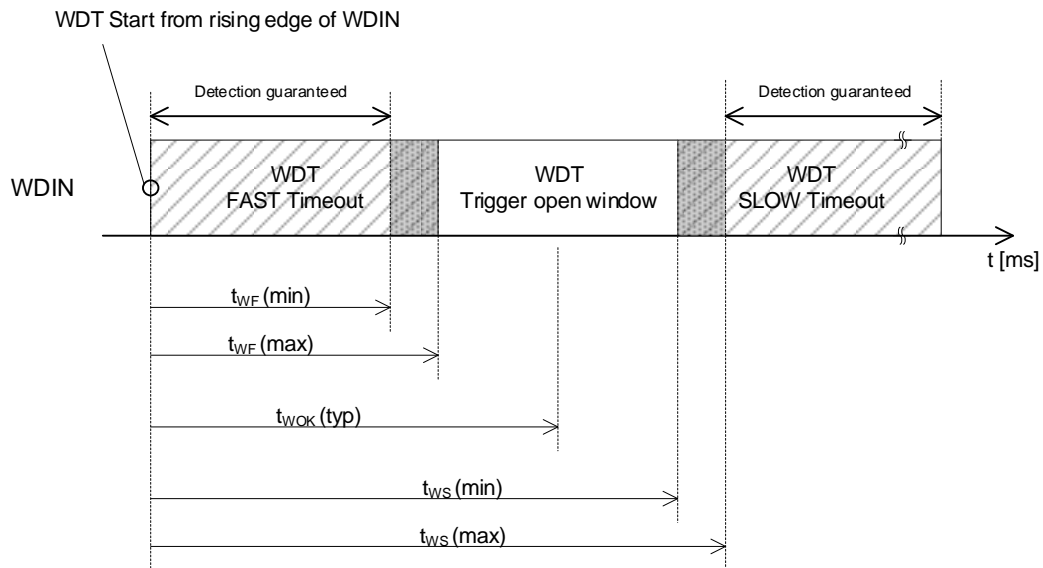 WDT Start from rising edge of WDIN
Detection guaranteed
Detection guaranteed
WDIN
WDT
FAST Timeout
WDT
Trigger open window
WDT
SLOW Timeout
t [ms]
tWF (min)
tWF (max)
tWOK (typ)
tWS (min)
tWS (max)